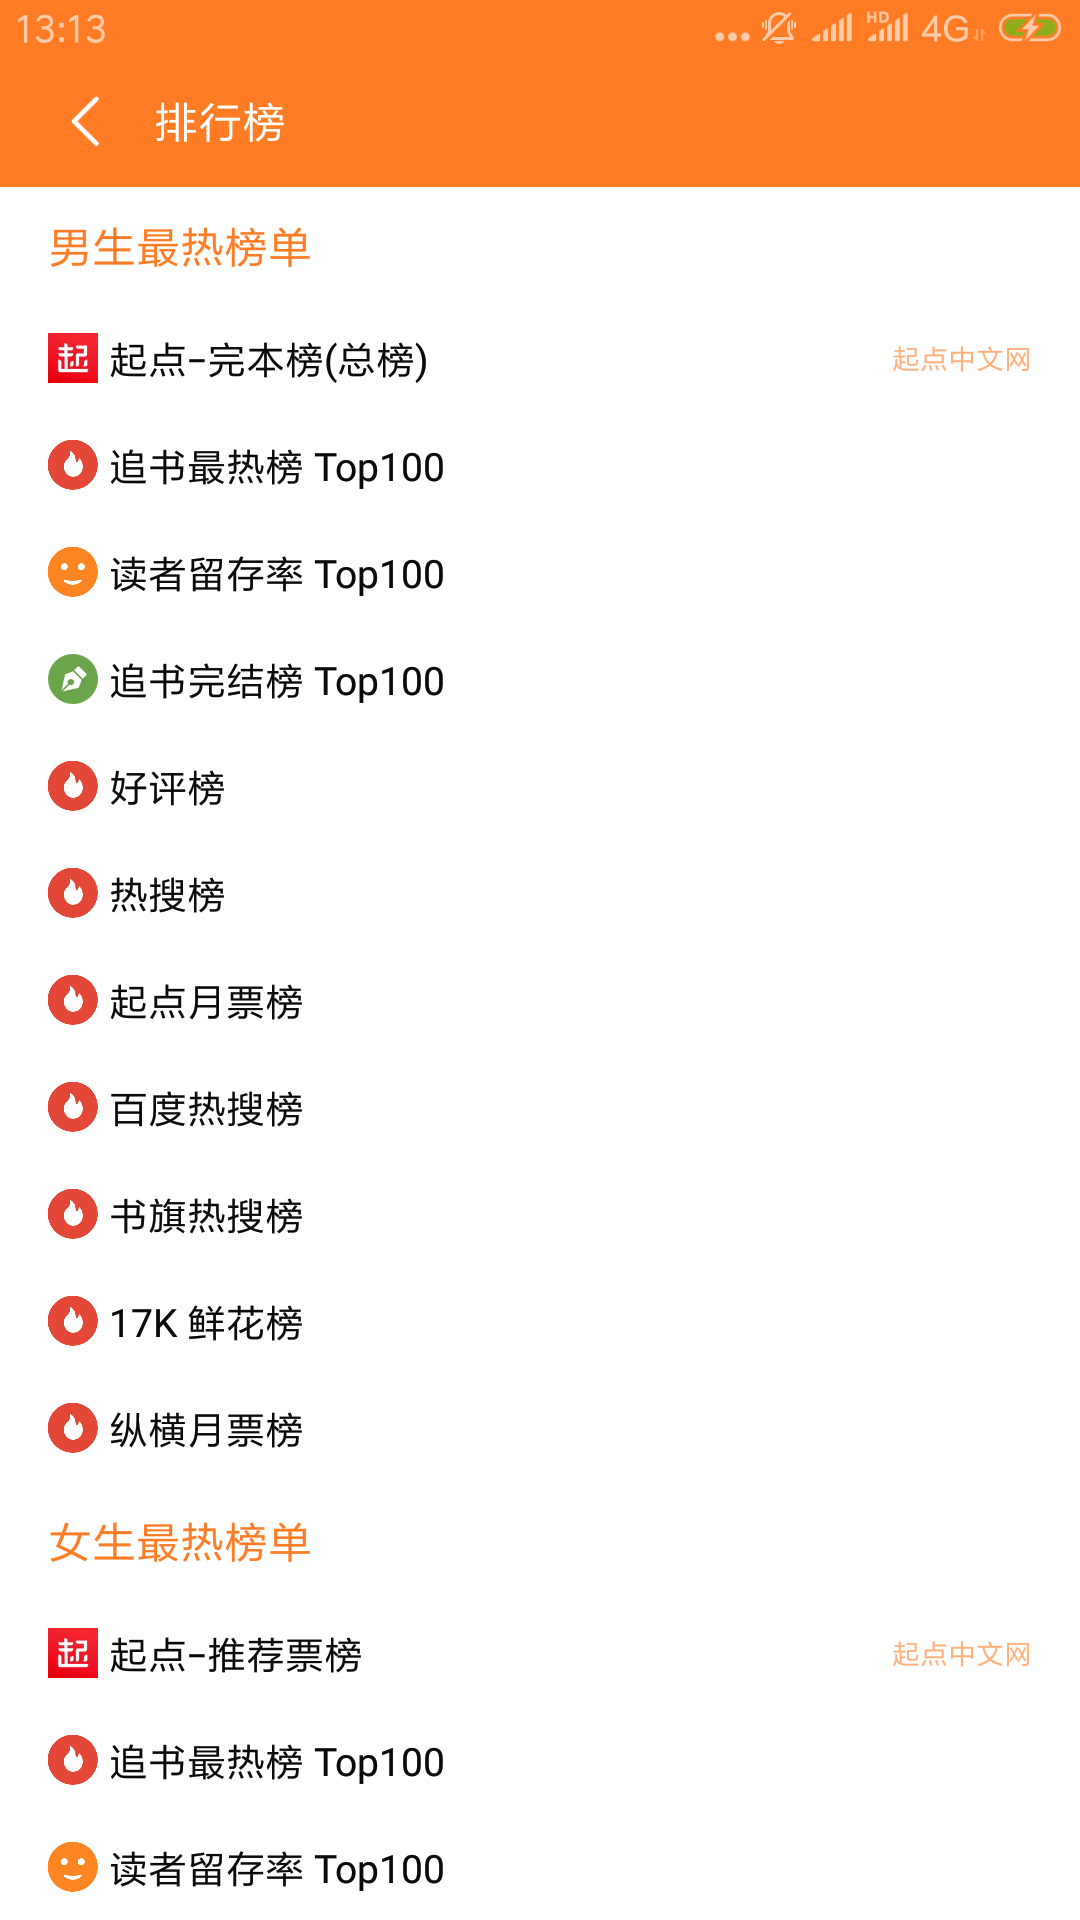 13:13
HD 4G
排行榜
男生最热榜单
起 起点-完本榜(总榜) 起点中文网
追书最热榜 Top100
读者留存率 Top100
追书完结榜 Top100
好评榜
热搜榜
起点月票榜
百度热搜榜
书旗热搜榜
17K 鲜花榜
纵横月票榜
女生最热榜单
起 起点-推荐票榜 起点中文网
追书最热榜 Top100
读者留存率 Top100